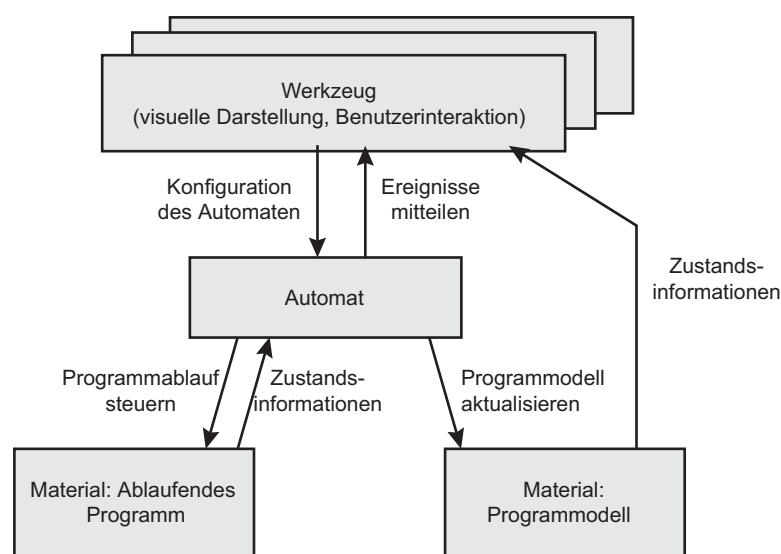 Werkzeug
(visuelle Darstellung, Benutzerinteraktion)
Konfiguration
des Automaten
Ereignisse
mitteilen
Zustands-
informationen
Automat
Programmablauf
steuern
Zustands-
informationen
Programmodell
aktualisieren
Material: Ablaufendes
Programm
Material:
Programmodell